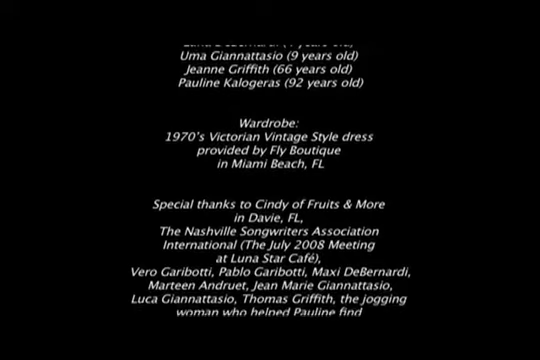 Uma Giannattasio (9 years old)
Jeanne Griffith (66 years old)
Pauline Kalogeras (92 years old)
Wardrobe:
1970's Victorian Vintage Style dress
provided by Fly Boutique
in Miami Beach, FL
Special thanks to Cindy of Fruits & More
in Davie, FL,
The Nashville Songwriters Association
International (The July 2008 Meeting
at Luna Star Café),
Vero Garibotti, Pablo Garibotti, Maxi DeBernardi,
Marteen Andruet, Jean Marie Giannattasio,
Luca Giannattasio, Thomas Griffith, the jogging
woman who helped Pauline find